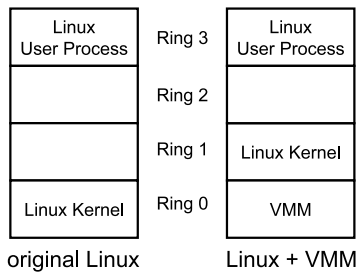 Linux
User Process
Ring 3
Linux
User Process
Ring 2
Ring 1
Linux Kernel
Linux Kernel
Ring 0
VMM
original Linux
Linux + VMM